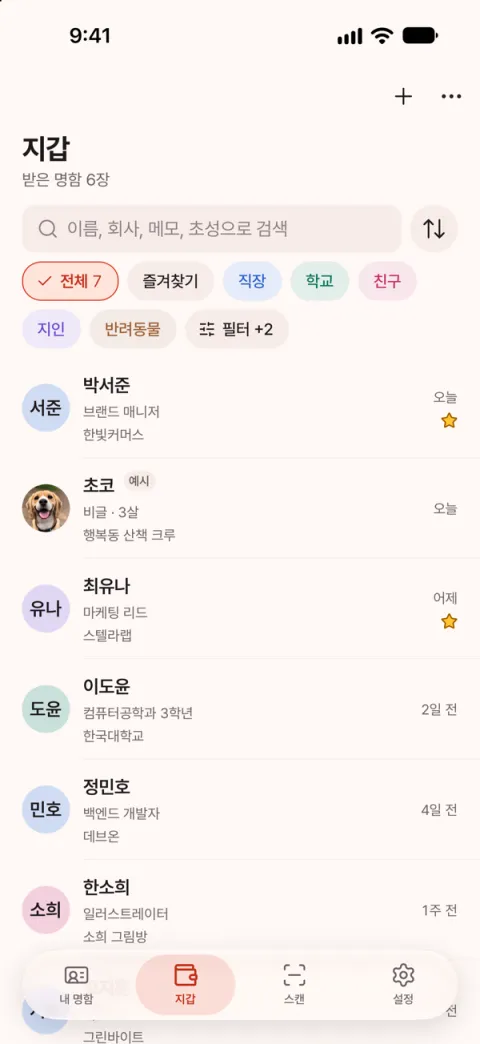 9:41
지갑
받은 명함 6장
이름, 회사, 메모, 초성으로 검색
전체 7
즐겨찾기
직장
학교
친구
지인
반려동물
필터 +2
서준
박서준
브랜드 매니저
한빛커머스
오늘
초코
예시
비글 · 3살
행복동 산책 크루
오늘
유나
최유나
마케팅 리드
스텔라랩
어제
도윤
이도윤
컴퓨터공학과 3학년
한국대학교
2일 전
민호
정민호
백엔드 개발자
데브온
4일 전
소희
한소희
일러스트레이터
소희 그림방
1주 전
내 명함
지갑
스캔
설정
전
그린바이트